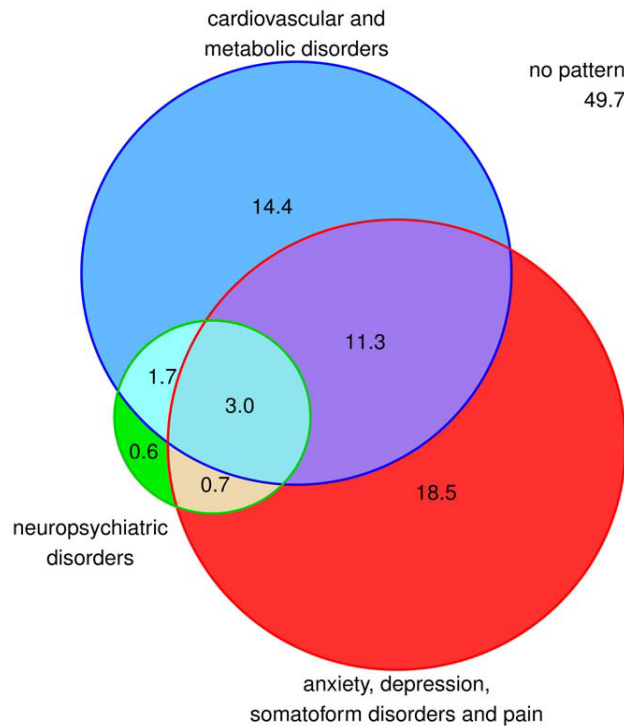 cardiovascular and
metabolic disorders
no pattern
49.7
14.4
11.3
1.7
3.0
0.6
0.7
18.5
neuropsychiatric
disorders
anxiety, depression,
somatoform disorders and pain